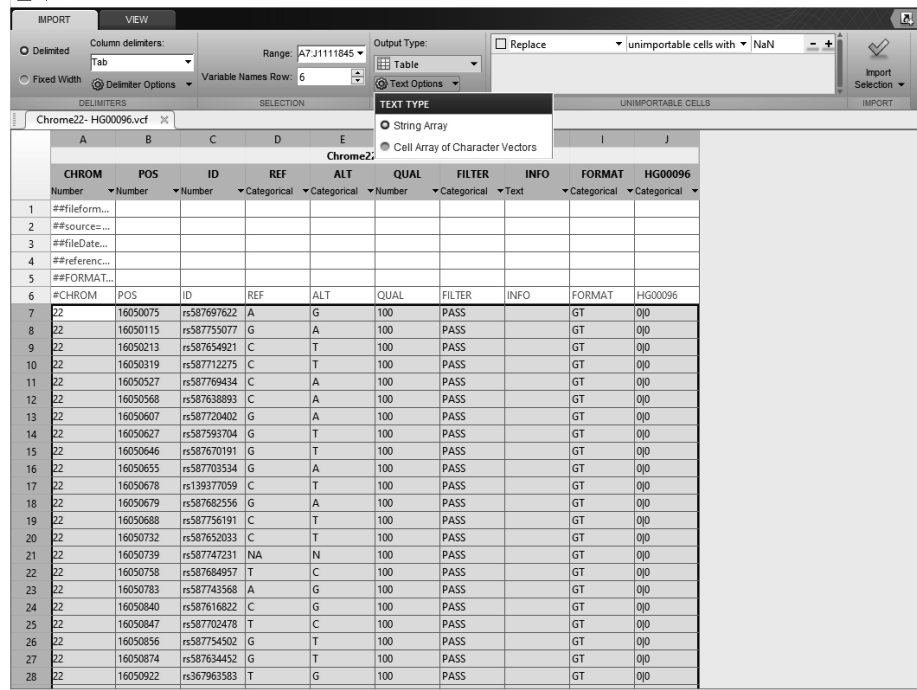 IMPORT VIEW
Delimited Column delimiters: Range: A7:J1111845 Output Type: Replace unimportable cells with NaN - +
Tab Table Import
Fixed Width Delimiter Options Variable Names Row: 6 Text Options Selection
DELIMITERS SELECTION TEXT TYPE UNIMPORTABLE CELLS IMPORT
String Array
Cell Array of Character Vectors
Chrome22- HG00096.vcf
A B C D E I J
Chrome2
CHROM POS ID REF ALT QUAL FILTER INFO FORMAT HG00096
Number Number Number Categorical Categorical Number Categorical Text Categorical Categorical
1 ##fileform...
2 ##source=...
3 ##fileDate...
4 ##referenc...
5 ##FORMAT...
6 #CHROM POS ID REF ALT QUAL FILTER INFO FORMAT HG00096
7 22 16050075 rs587697622 A G 100 PASS GT 0|0
8 22 16050115 rs587755077 G A 100 PASS GT 0|0
9 22 16050213 rs587654921 C T 100 PASS GT 0|0
10 22 16050319 rs587712275 C T 100 PASS GT 0|0
11 22 16050527 rs587769434 C A 100 PASS GT 0|0
12 22 16050568 rs587638893 C A 100 PASS GT 0|0
13 22 16050607 rs587720402 G A 100 PASS GT 0|0
14 22 16050627 rs587593704 G T 100 PASS GT 0|0
15 22 16050646 rs587670191 G T 100 PASS GT 0|0
16 22 16050655 rs587703534 G A 100 PASS GT 0|0
17 22 16050678 rs139377059 C T 100 PASS GT 0|0
18 22 16050679 rs587682556 G A 100 PASS GT 0|0
19 22 16050688 rs587756191 C T 100 PASS GT 0|0
20 22 16050732 rs587652033 C T 100 PASS GT 0|0
21 22 16050739 rs587747231 NA N 100 PASS GT 0|0
22 22 16050758 rs587684957 T C 100 PASS GT 0|0
23 22 16050783 rs587743568 A G 100 PASS GT 0|0
24 22 16050840 rs587616822 C G 100 PASS GT 0|0
25 22 16050847 rs587702478 T C 100 PASS GT 0|0
26 22 16050856 rs587754502 G T 100 PASS GT 0|0
27 22 16050874 rs587634452 G T 100 PASS GT 0|0
28 22 16050922 rs367963583 T G 100 PASS GT 0|0